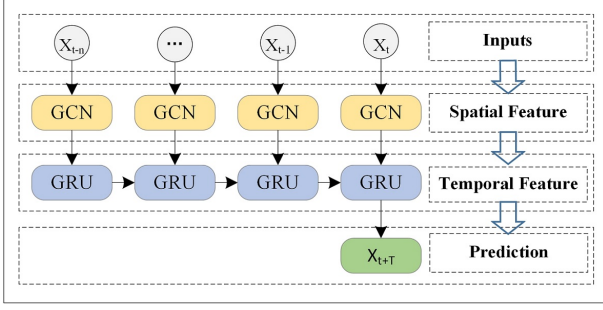 X_{t-n} ... X_{t-1} X_t Inputs
GCN GCN GCN GCN Spatial Feature
GRU GRU GRU GRU Temporal Feature
X_{t+T} Prediction